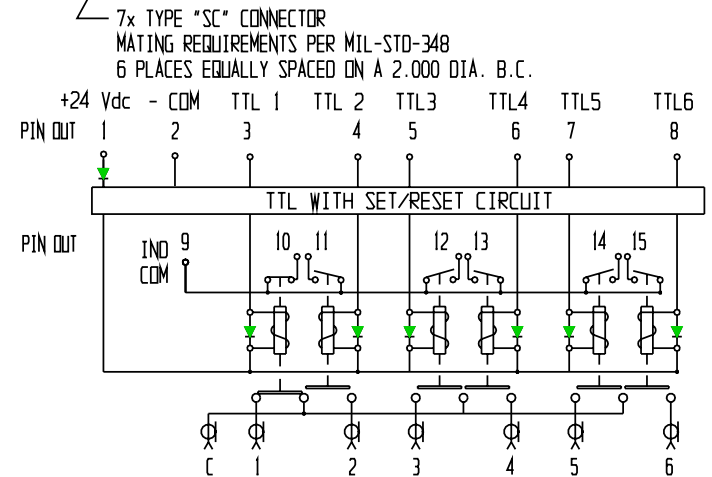 7x TYPE "SC" CONNECTOR
MATING REQUIREMENTS PER MIL-STD-348
6 PLACES EQUALLY SPACED ON A 2.000 DIA. B.C.
+24 Vdc - COM TTL 1 TTL 2 TTL3 TTL4 TTL5 TTL6
PIN OUT 1 2 3 4 5 6 7 8
TTL WITH SET/RESET CIRCUIT
PIN OUT IND COM 9 10 11 12 13 14 15
C 1 2 3 4 5 6